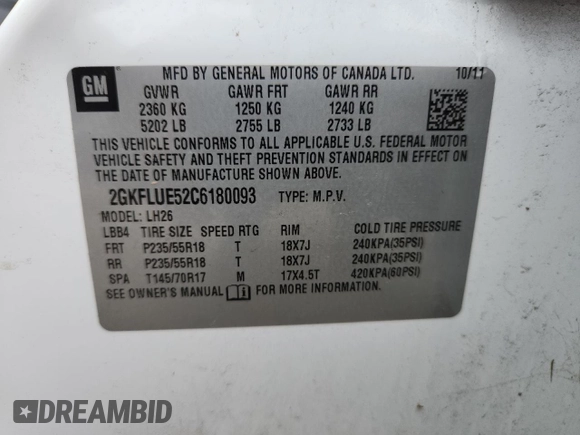 GM
MFD BY GENERAL MOTORS OF CANADA LTD. 10/11
GVWR GAWR FRT GAWR RR
2360 KG 1250 KG 1240 KG
5202 LB 2755 LB 2733 LB
THIS VEHICLE CONFORMS TO ALL APPLICABLE U.S. FEDERAL MOTOR
VEHICLE SAFETY AND THEFT PREVENTION STANDARDS IN EFFECT ON
THE DATE OF MANUFACTURE SHOWN ABOVE.
2GKFLUE52C6180093 TYPE: M.P.V.
MODEL: LH26
LBB4 TIRE SIZE SPEED RTG RIM COLD TIRE PRESSURE
FRT P235/55R18 T 18X7J 240KPA(35PSI)
RR P235/55R18 T 18X7J 240KPA(35PSI)
SPA T145/70R17 M 17X4.5T 420KPA(60PSI)
SEE OWNER'S MANUAL FOR MORE INFORMATION.
DREAMBID